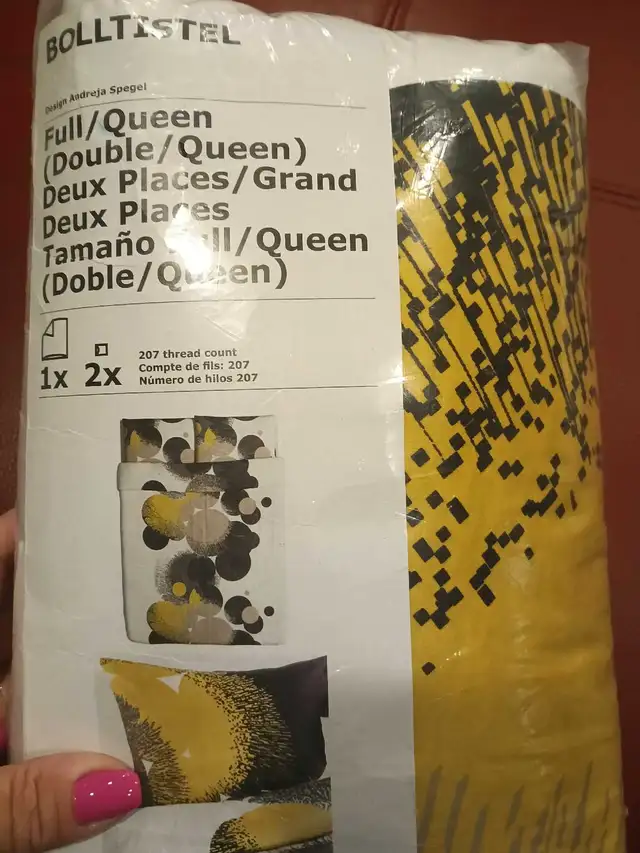 BOLLTISTEL
Design Andreja Spegel
Full/Queen
(Double/Queen)
Deux Places/Grand
Deux Places
Tamaño Full/Queen
(Doble/Queen)
1x 2x
207 thread count
Compte de fils: 207
Número de hilos 207